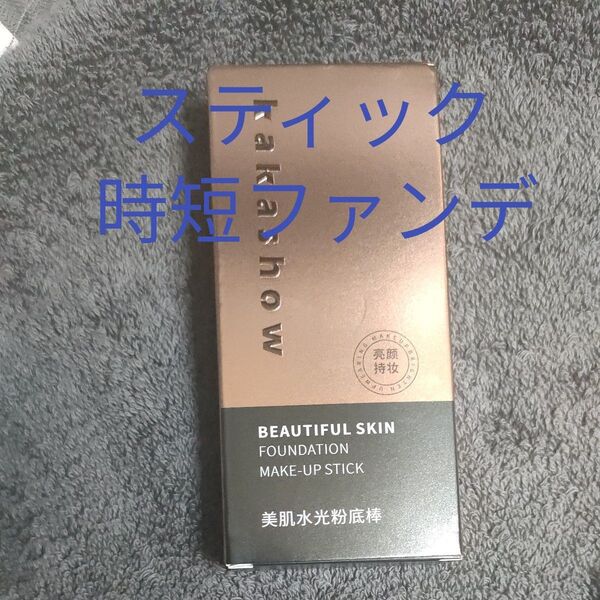 スティック
時短ファンデ
kakashow
亮颜
持妆
BEAUTIFUL SKIN
FOUNDATION
MAKE-UP STICK
美肌水光粉底棒